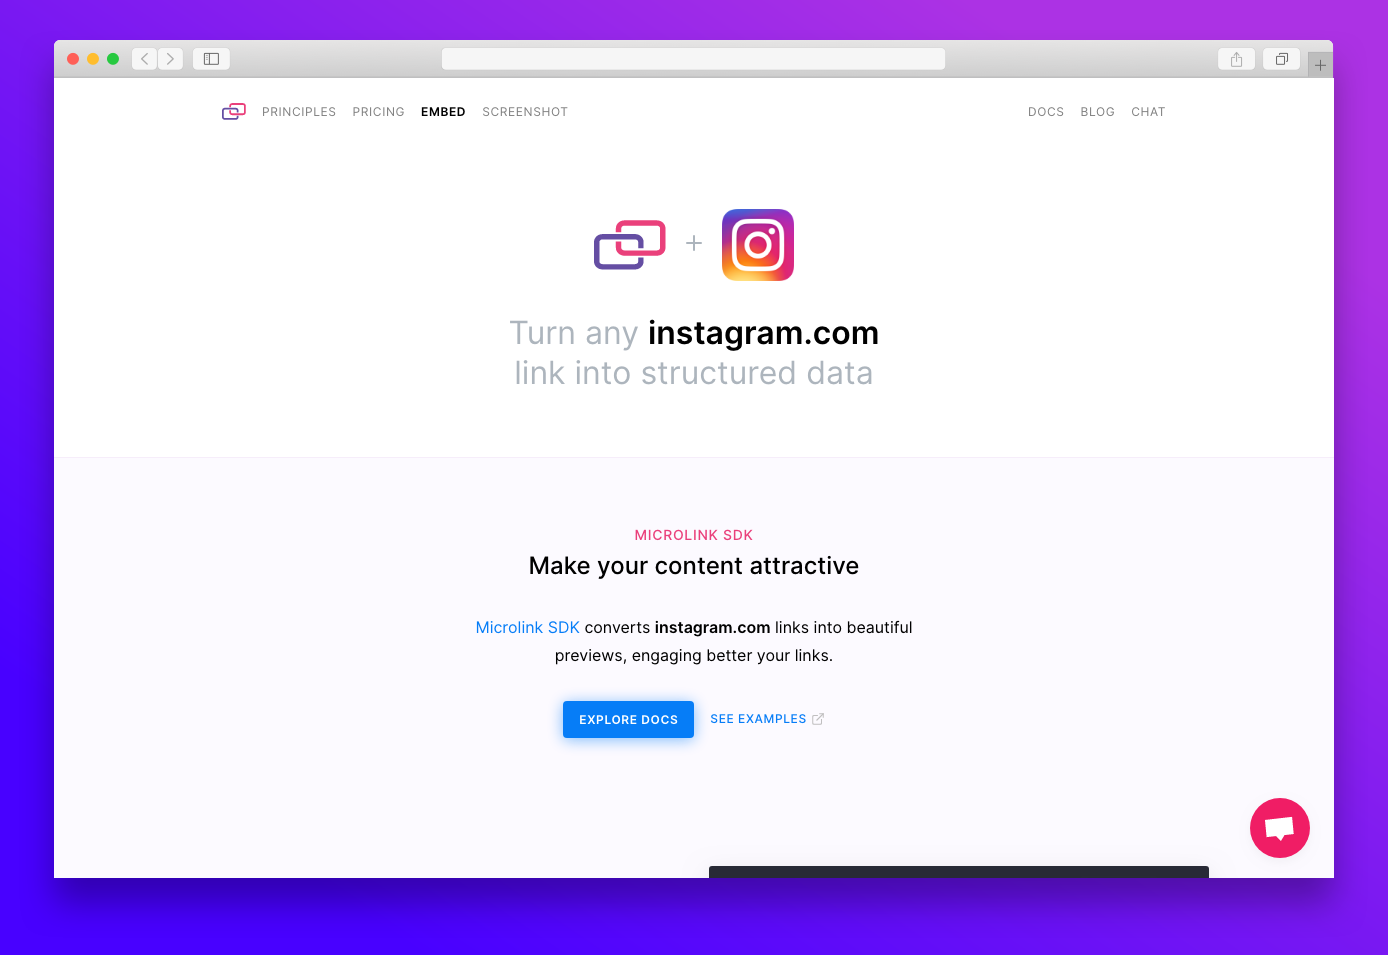 PRINCIPLES PRICING EMBED SCREENSHOT DOCS BLOG CHAT
Turn any instagram.com
link into structured data
MICROLINK SDK
Make your content attractive
Microlink SDK converts instagram.com links into beautiful
previews, engaging better your links.
EXPLORE DOCS SEE EXAMPLES